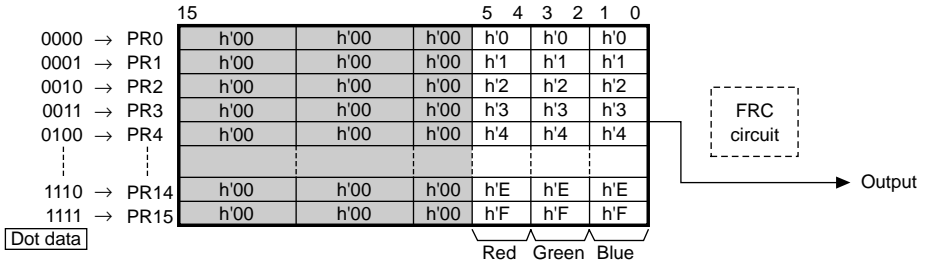 15 5 4 3 2 1 0
0000 → PR0 h'00 h'00 h'00 h'0 h'0 h'0
0001 → PR1 h'00 h'00 h'00 h'1 h'1 h'1
0010 → PR2 h'00 h'00 h'00 h'2 h'2 h'2
0011 → PR3 h'00 h'00 h'00 h'3 h'3 h'3
0100 → PR4 h'00 h'00 h'00 h'4 h'4 h'4
FRC
circuit
1110 → PR14 h'00 h'00 h'00 h'E h'E h'E
Output
1111 → PR15 h'00 h'00 h'00 h'F h'F h'F
Dot data
Red Green Blue